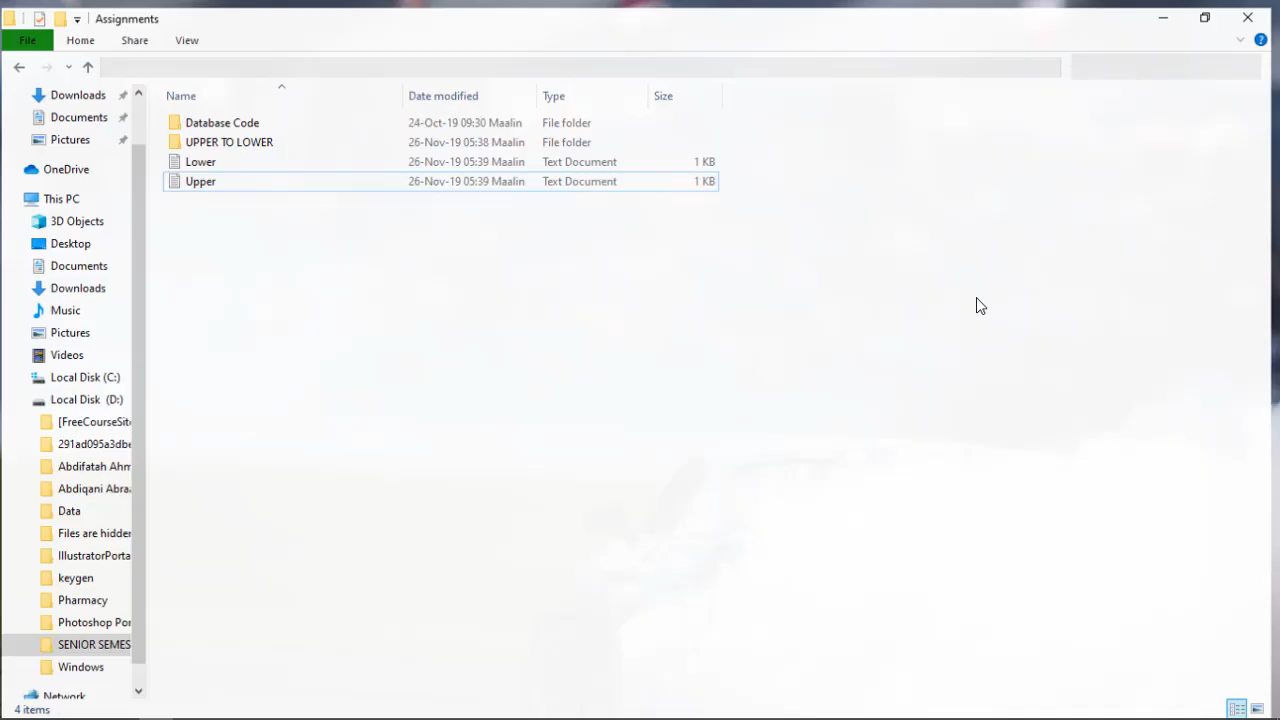 Assignments
File Home Share View
Name Date modified Type Size
Database Code 24-Oct-19 09:30 Maalin File folder
UPPER TO LOWER 26-Nov-19 05:38 Maalin File folder
Lower 26-Nov-19 05:39 Maalin Text Document 1 KB
Upper 26-Nov-19 05:39 Maalin Text Document 1 KB
Downloads
Documents
Pictures
OneDrive
This PC
3D Objects
Desktop
Documents
Downloads
Music
Pictures
Videos
Local Disk (C:)
Local Disk (D:)
[FreeCourseSit
291ad095a3dbe
Abdifatah Ahm
Abdiqani Abra
Data
Files are hidder
IllustratorPorta
keygen
Pharmacy
Photoshop Por
SENIOR SEMES
Windows
Network
4 items